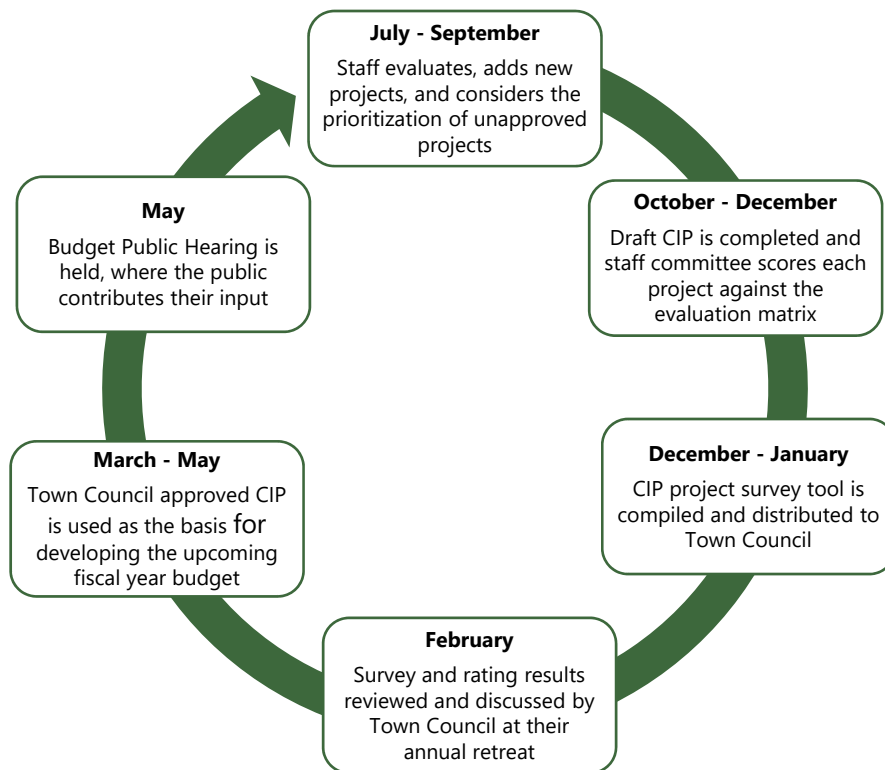 July - September
Staff evaluates, adds new
projects, and considers the
prioritization of unapproved
projects
October - December
Draft CIP is completed and
staff committee scores each
project against the
evaluation matrix
December - January
CIP project survey tool is
compiled and distributed to
Town Council
February
Survey and rating results
reviewed and discussed by
Town Council at their
annual retreat
March - May
Town Council approved CIP
is used as the basis for
developing the upcoming
fiscal year budget
May
Budget Public Hearing is
held, where the public
contributes their input